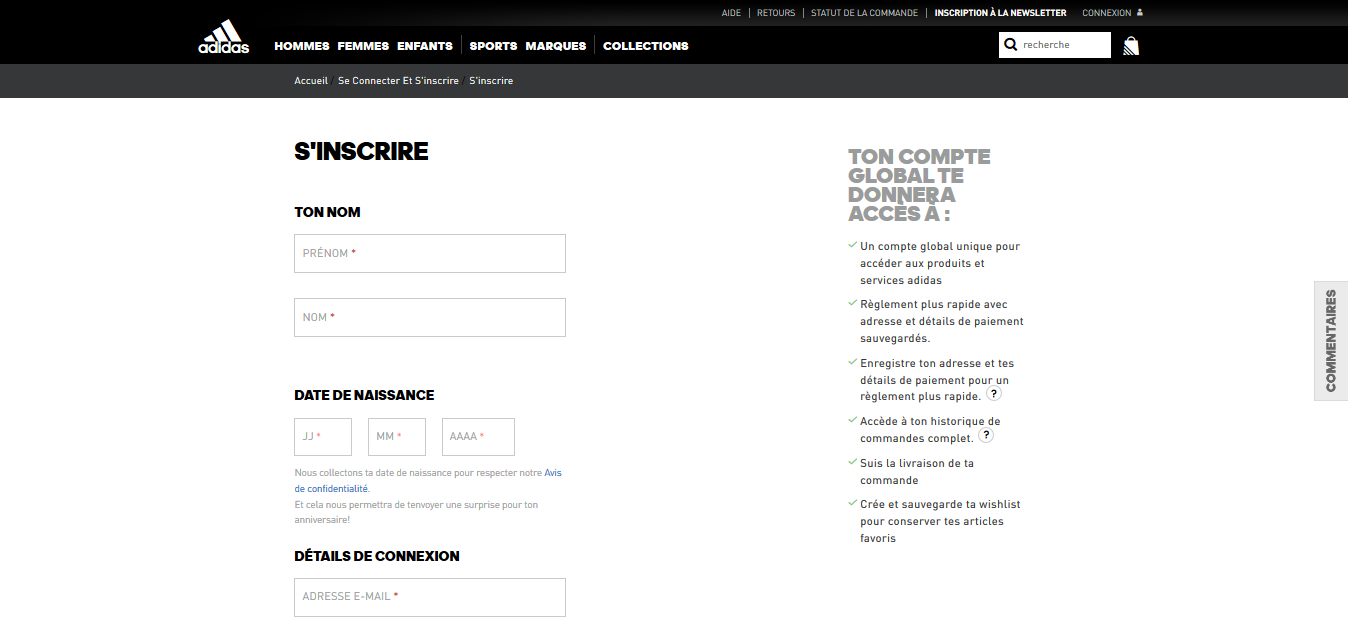 AIDE | RETOURS | STATUT DE LA COMMANDE | INSCRIPTION À LA NEWSLETTER CONNEXION
adidas
HOMMES FEMMES ENFANTS SPORTS MARQUES COLLECTIONS
recherche
Accueil / Se Connecter Et S'inscrire / S'inscrire
S'INSCRIRE
TON NOM
PRÉNOM *
NOM *
DATE DE NAISSANCE
JJ * MM * AAAA *
Nous collectons ta date de naissance pour respecter notre Avis
de confidentialité.
Et cela nous permettra de tenvoyer une surprise pour ton
anniversaire!
DÉTAILS DE CONNEXION
ADRESSE E-MAIL *
TON COMPTE
GLOBAL TE
DONNERA
ACCÈS À :
Un compte global unique pour
accéder aux produits et
services adidas
Règlement plus rapide avec
adresse et détails de paiement
sauvegardés.
Enregistre ton adresse et tes
détails de paiement pour un
règlement plus rapide. ?
Accède à ton historique de
commandes complet. ?
Suis la livraison de ta
commande
Crée et sauvegarde ta wishlist
pour conserver tes articles
favoris
COMMENTAIRES